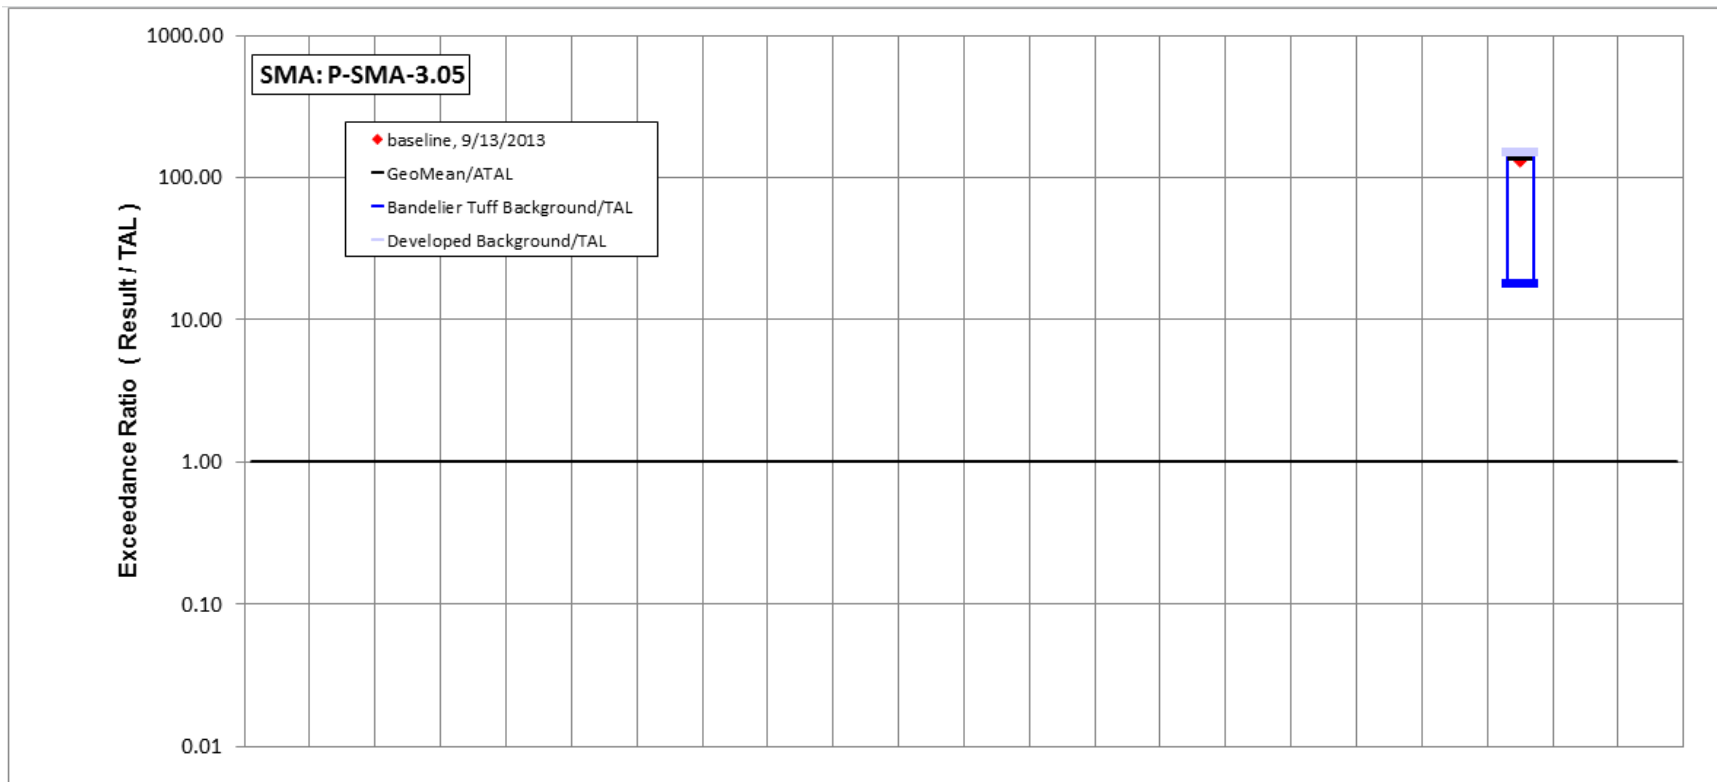 1000.00
SMA: P-SMA-3.05
baseline, 9/13/2013
GeoMean/ATAL
Bandelier Tuff Background/TAL
Developed Background/TAL
100.00
10.00
1.00
0.10
0.01
Exceedance Ratio ( Result / TAL )